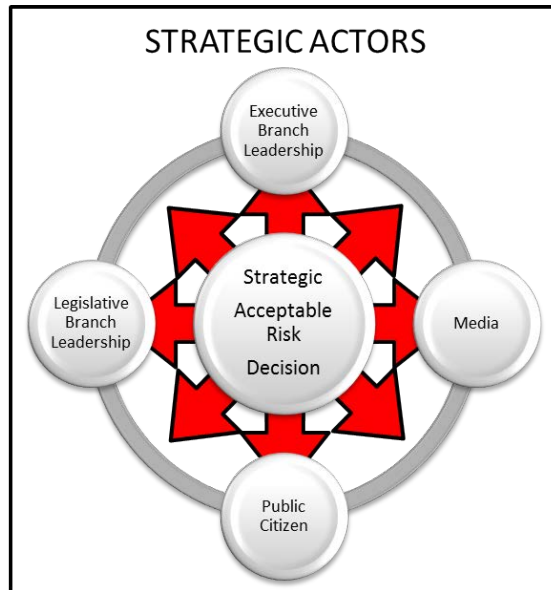 STRATEGIC ACTORS
Executive
Branch
Leadership
Legislative
Branch
Leadership
Strategic
Acceptable
Risk
Decision
Media
Public
Citizen